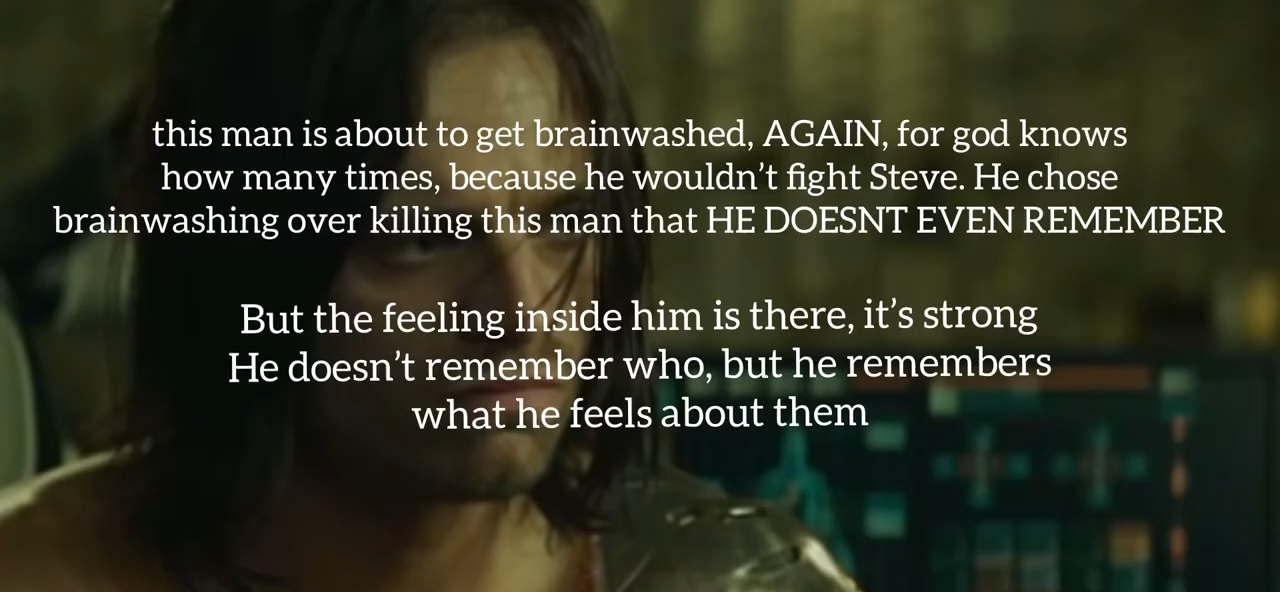 this man is about to get brainwashed, AGAIN, for god knows
how many times, because he wouldn’t fight Steve. He chose
brainwashing over killing this man that HE DOESNT EVEN REMEMBER
But the feeling inside him is there, it’s strong
He doesn’t remember who, but he remembers
what he feels about them